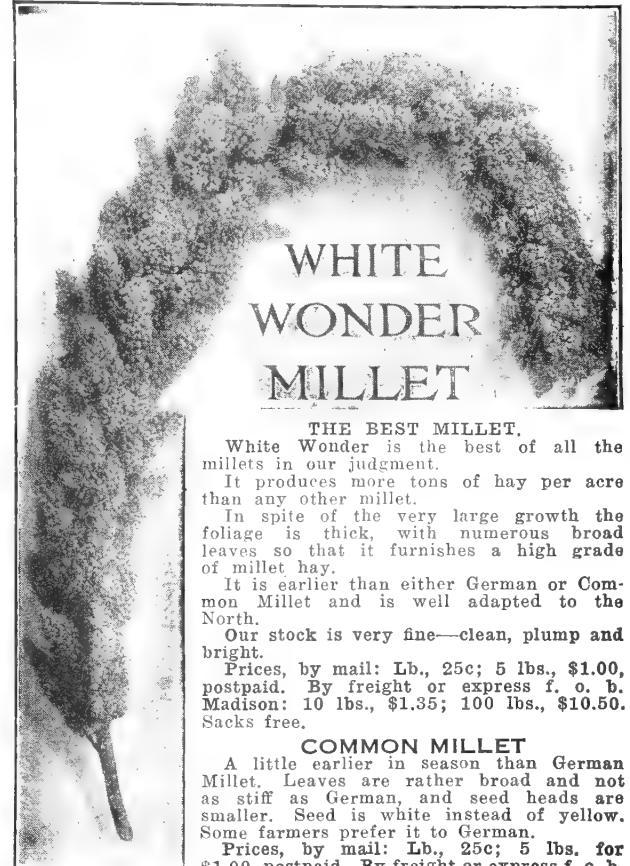 WHITE
WONDER
MILLET
THE BEST MILLET.
White Wonder is the best of all the
millets in our judgment.
It produces more tons of hay per acre
than any other millet.
In spite of the very large growth the
foliage is thick, with numerous broad
leaves so that it furnishes a high grade
of millet hay.
It is earlier than either German or Com-
mon Millet and is well adapted to the
North.
Our stock is very fine—clean, plump and
bright.
Prices, by mail: Lb., 25c; 5 lbs., $1.00,
postpaid. By freight or express f. o. b.
Madison: 10 lbs., $1.35; 100 lbs., $10.50.
Sacks free.
COMMON MILLET
A little earlier in season than German
Millet. Leaves are rather broad and not
as stiff as German, and seed heads are
smaller. Seed is white instead of yellow.
Some farmers prefer it to German.
Prices, by mail: Lb., 25c; 5 lbs. for
$1.00, postpaid. By freight or express f. o. b.